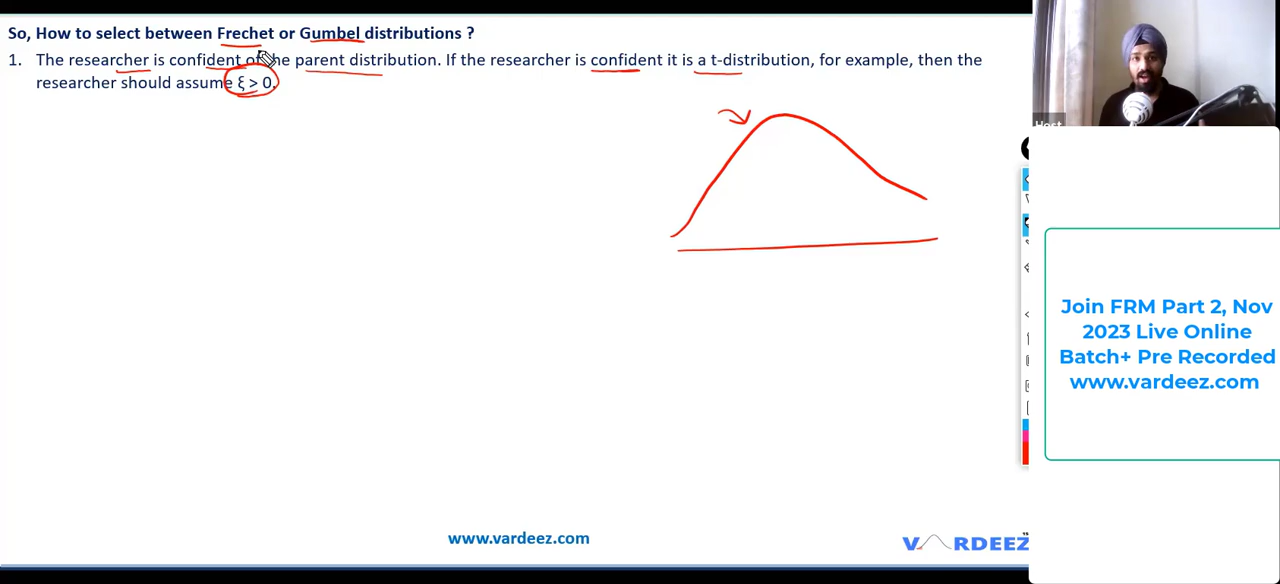 So, How to select between Frechet or Gumbel distributions ?
1. The researcher is confident of the parent distribution. If the researcher is confident it is a t-distribution, for example, then the
researcher should assume ξ > 0.
Host
Join FRM Part 2, Nov
2023 Live Online
Batch+ Pre Recorded
www.vardeez.com
www.vardeez.com
VARDEEZ